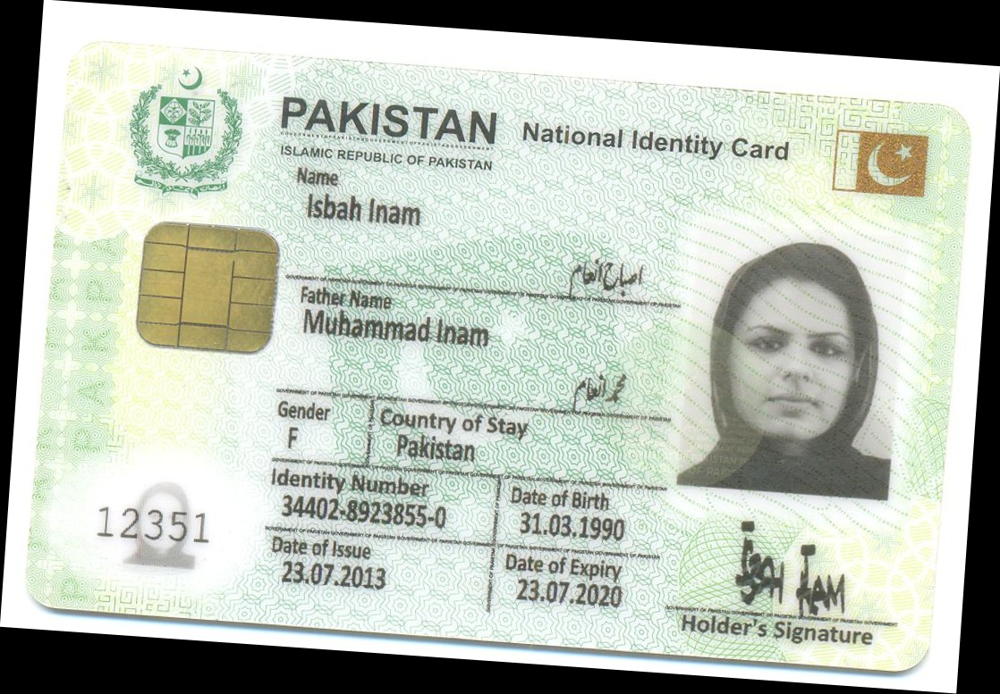 PAKISTAN National Identity Card
ISLAMIC REPUBLIC OF PAKISTAN
Name
Isbah Inam
اصباح انعام
Father Name
Muhammad Inam
محمد انعام
Gender
F
Country of Stay
Pakistan
Identity Number
34402-8923855-0
Date of Birth
31.03.1990
Date of Issue
23.07.2013
Date of Expiry
23.07.2020
12351
Holder's Signature